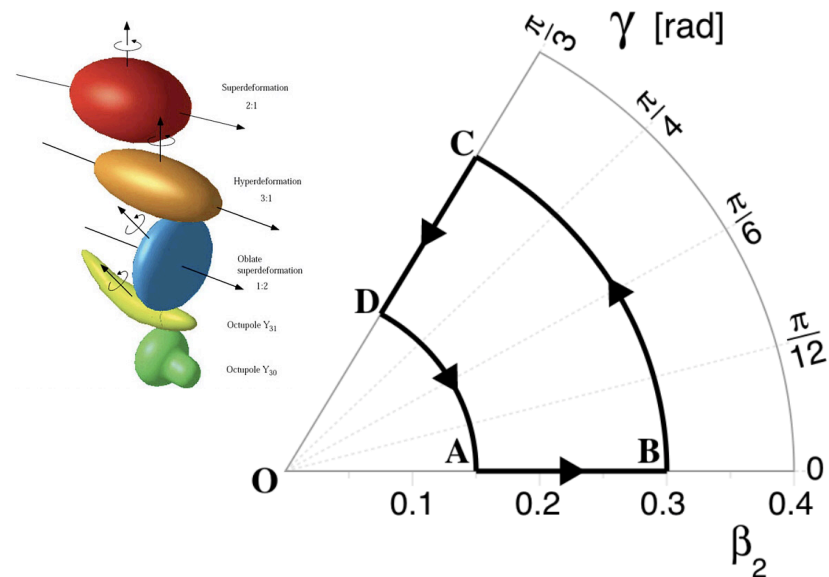 Superdeformation
2:1
Hyperdeformation
3:1
Oblate
superdeformation
1:2
Octupole Y31
Octupole Y30
γ [rad]
π/3
π/4
π/6
π/12
0
C
D
A
B
O
0.1
0.2
0.3
0.4
β2